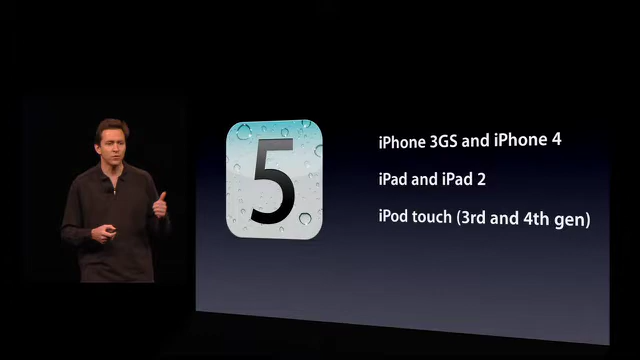 5
iPhone 3GS and iPhone 4
iPad and iPad 2
iPod touch (3rd and 4th gen)